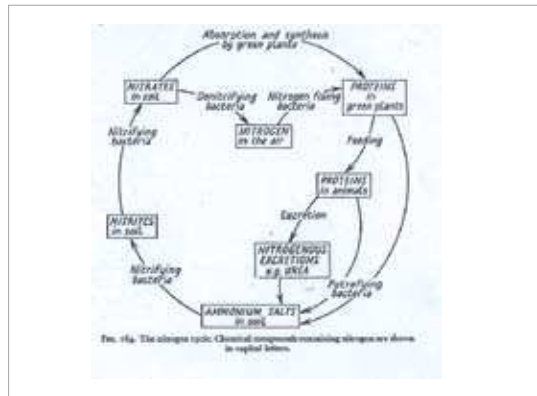 Absorption and synthesis
by green plants
NITRATES
in soil
Denitrifying
bacteria
Nitrogen fixing
bacteria
PROTEINS
in
green plants
NITROGEN
in the air
Nitrifying
bacteria
Feeding
PROTEINS
in animals
NITRITES
in soil
Excretion
NITROGENOUS
EXCRETIONS
e.g. UREA
Nitrifying
bacteria
Putrefying
bacteria
AMMONIUM SALTS
in soil
FIG. 184. The nitrogen cycle. Chemical compounds containing nitrogen are shown
in capital letters.